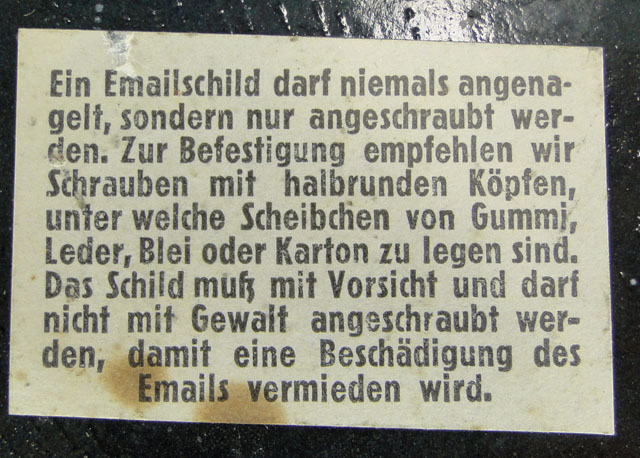 Ein Emailschild darf niemals angena-
gelt, sondern nur angeschraubt wer-
den. Zur Befestigung empfehlen wir
Schrauben mit halbrunden Köpfen,
unter welche Scheibchen von Gummi,
Leder, Blei oder Karton zu legen sind.
Das Schild muß mit Vorsicht und darf
nicht mit Gewalt angeschraubt wer-
den, damit eine Beschädigung des
Emails vermieden wird.